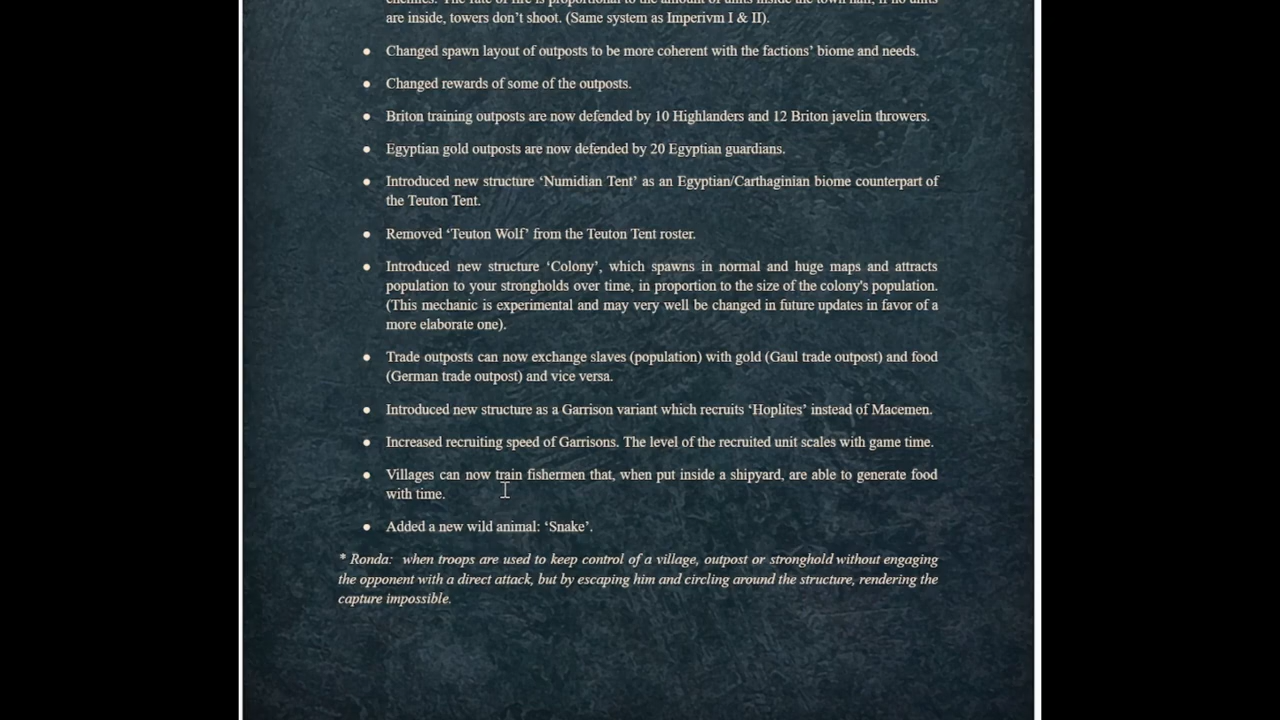 enemies. The rate of fire is proportional to the amount of units inside the town hall, if no units
are inside, towers don't shoot. (Same system as Imperivm I & II).
● Changed spawn layout of outposts to be more coherent with the factions' biome and needs.
● Changed rewards of some of the outposts.
● Briton training outposts are now defended by 10 Highlanders and 12 Briton javelin throwers.
● Egyptian gold outposts are now defended by 20 Egyptian guardians.
● Introduced new structure ‘Numidian Tent’ as an Egyptian/Carthaginian biome counterpart of
the Teuton Tent.
● Removed ‘Teuton Wolf’ from the Teuton Tent roster.
● Introduced new structure ‘Colony’, which spawns in normal and huge maps and attracts
population to your strongholds over time, in proportion to the size of the colony's population.
(This mechanic is experimental and may very well be changed in future updates in favor of a
more elaborate one).
● Trade outposts can now exchange slaves (population) with gold (Gaul trade outpost) and food
(German trade outpost) and vice versa.
● Introduced new structure as a Garrison variant which recruits ‘Hoplites’ instead of Macemen.
● Increased recruiting speed of Garrisons. The level of the recruited unit scales with game time.
● Villages can now train fishermen that, when put inside a shipyard, are able to generate food
with time.
● Added a new wild animal: ‘Snake’.
* Ronda: when troops are used to keep control of a village, outpost or stronghold without engaging
the opponent with a direct attack, but by escaping him and circling around the structure, rendering the
capture impossible.